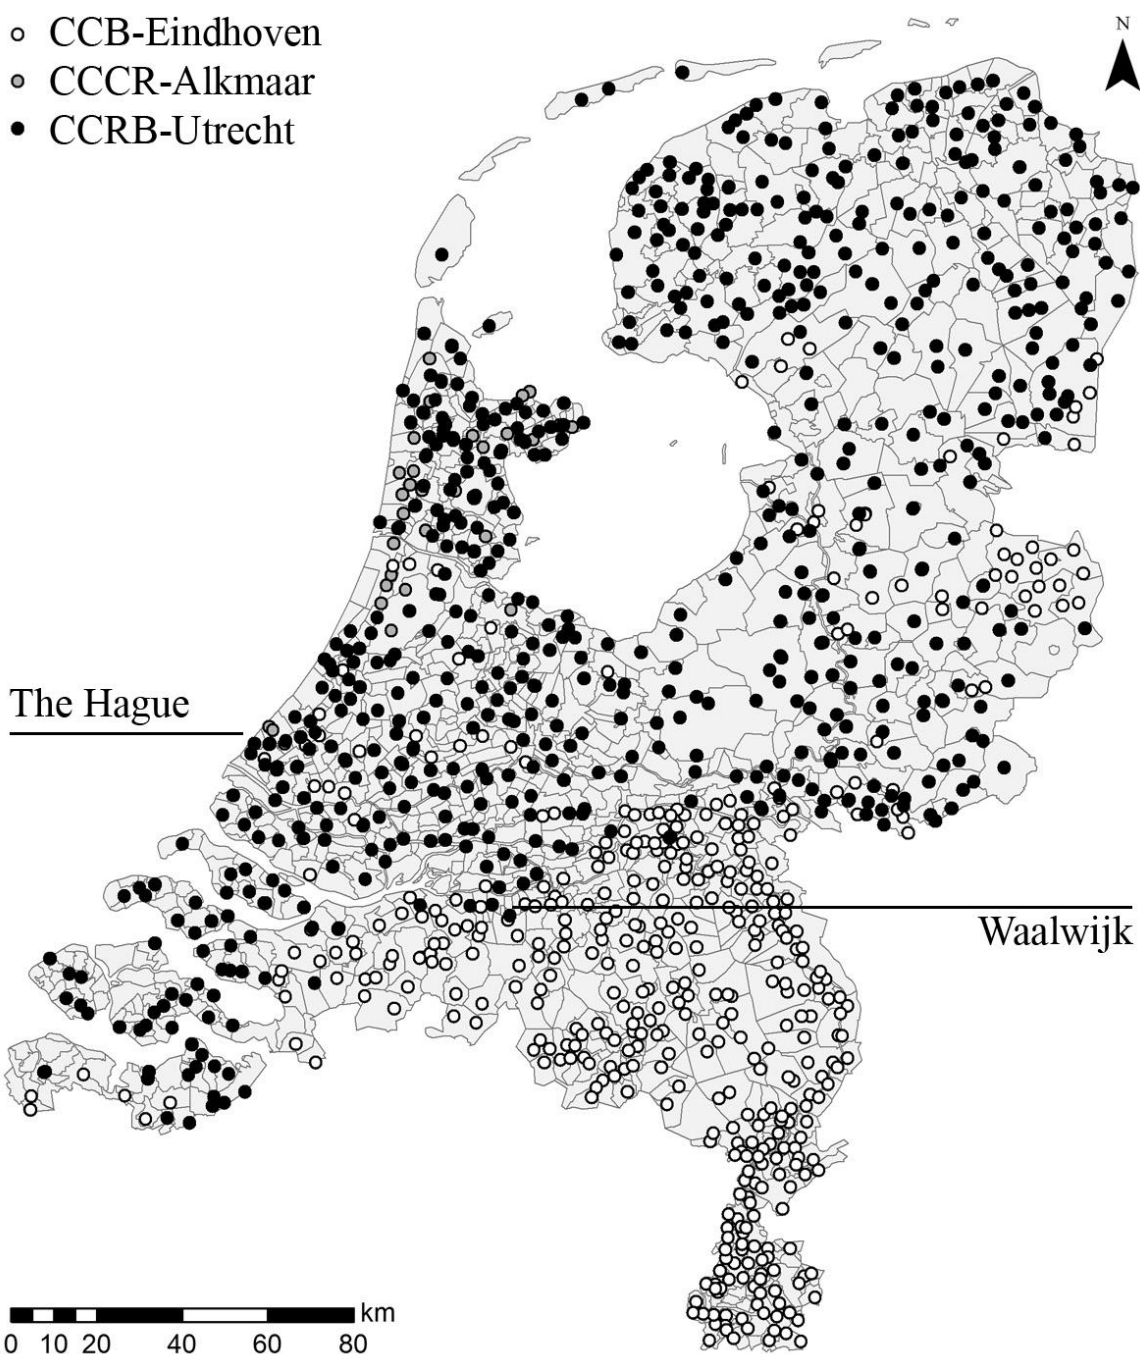 CCB-Eindhoven
CCCR-Alkmaar
CCRB-Utrecht
N
The Hague
Waalwijk
km
0 10 20 40 60 80